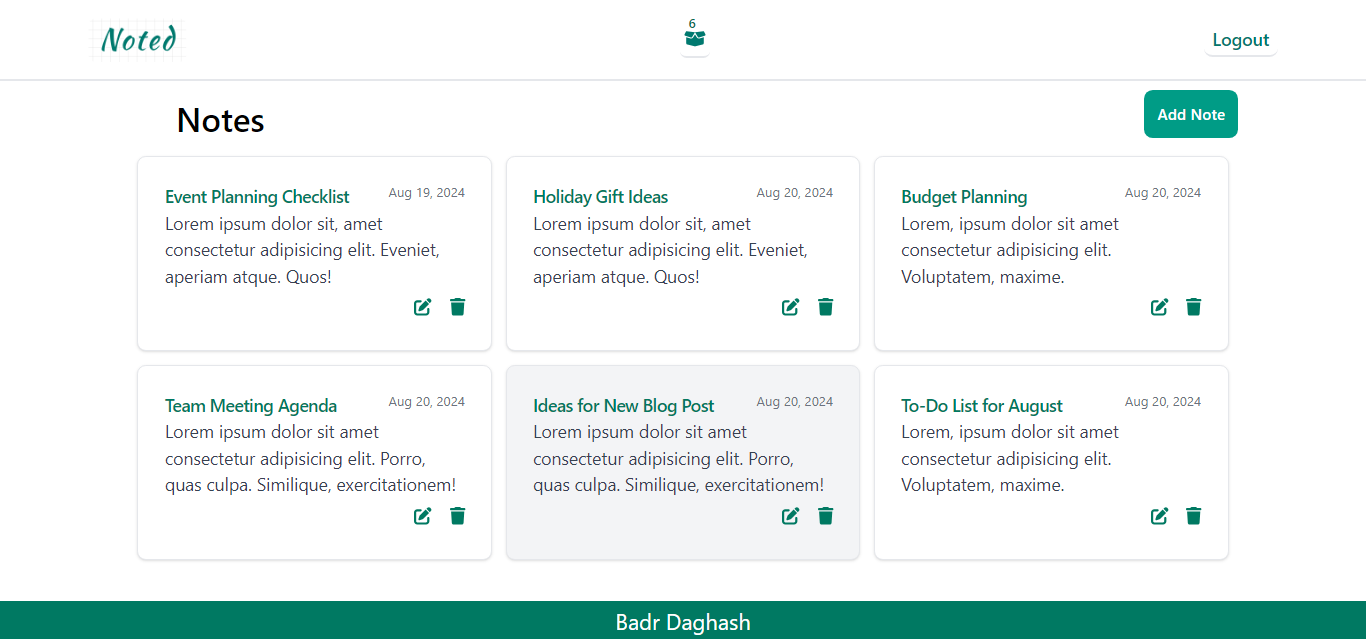 Noted
6
Logout
Notes
Add Note
Event Planning Checklist
Aug 19, 2024
Lorem ipsum dolor sit, amet
consectetur adipisicing elit. Eveniet,
aperiam atque. Quos!
Holiday Gift Ideas
Aug 20, 2024
Lorem ipsum dolor sit, amet
consectetur adipisicing elit. Eveniet,
aperiam atque. Quos!
Budget Planning
Aug 20, 2024
Lorem, ipsum dolor sit amet
consectetur adipisicing elit.
Voluptatem, maxime.
Team Meeting Agenda
Aug 20, 2024
Lorem ipsum dolor sit amet
consectetur adipisicing elit. Porro,
quas culpa. Similique, exercitationem!
Ideas for New Blog Post
Aug 20, 2024
Lorem ipsum dolor sit amet
consectetur adipisicing elit. Porro,
quas culpa. Similique, exercitationem!
To-Do List for August
Aug 20, 2024
Lorem, ipsum dolor sit amet
consectetur adipisicing elit.
Voluptatem, maxime.
Badr Daghash